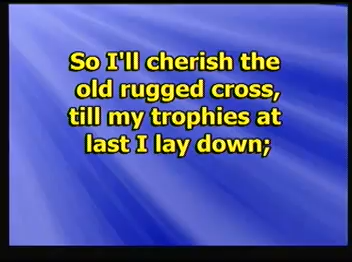 So I'll cherish the
old rugged cross,
till my trophies at
last I lay down;